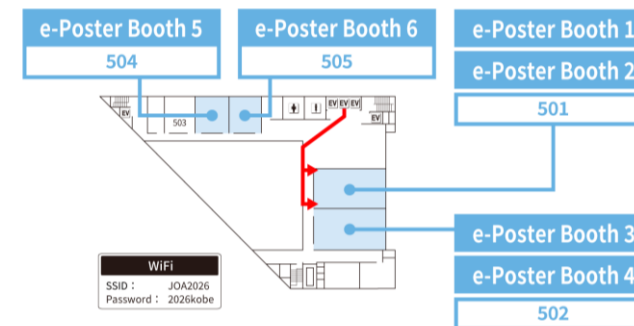 e-Poster Booth 5
504
e-Poster Booth 6
505
e-Poster Booth 1
e-Poster Booth 2
501
EV
503
EV EV EV
EV
e-Poster Booth 3
e-Poster Booth 4
502
WiFi
SSID： JOA2026
Password： 2026kobe